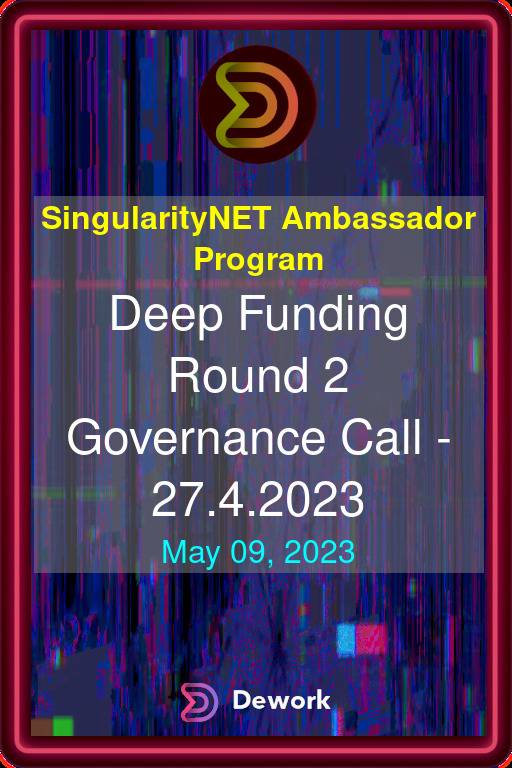 SingularityNET Ambassador
Program
Deep Funding
Round 2
Governance Call -
27.4.2023
May 09, 2023
Dework